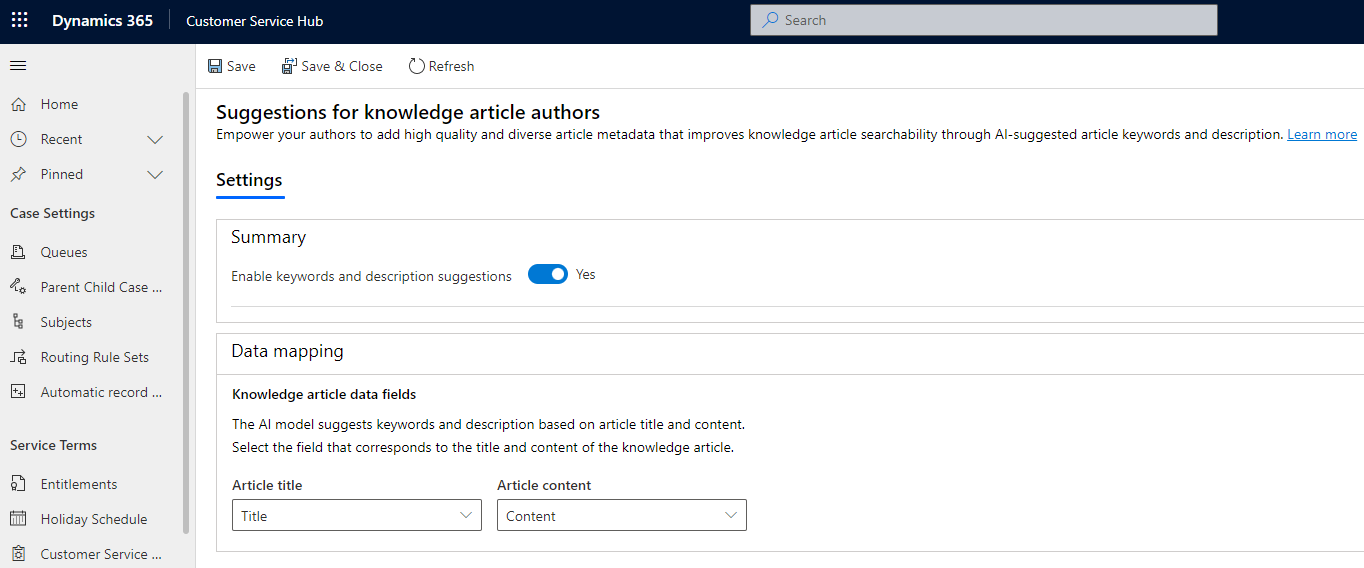 Dynamics 365 Customer Service Hub Search
Save Save & Close Refresh
Home
Recent
Pinned
Case Settings
Queues
Parent Child Case ...
Subjects
Routing Rule Sets
Automatic record ...
Service Terms
Entitlements
Holiday Schedule
Customer Service ...
Suggestions for knowledge article authors
Empower your authors to add high quality and diverse article metadata that improves knowledge article searchability through AI-suggested article keywords and description. Learn more
Settings
Summary
Enable keywords and description suggestions Yes
Data mapping
Knowledge article data fields
The AI model suggests keywords and description based on article title and content.
Select the field that corresponds to the title and content of the knowledge article.
Article title Article content
Title Content